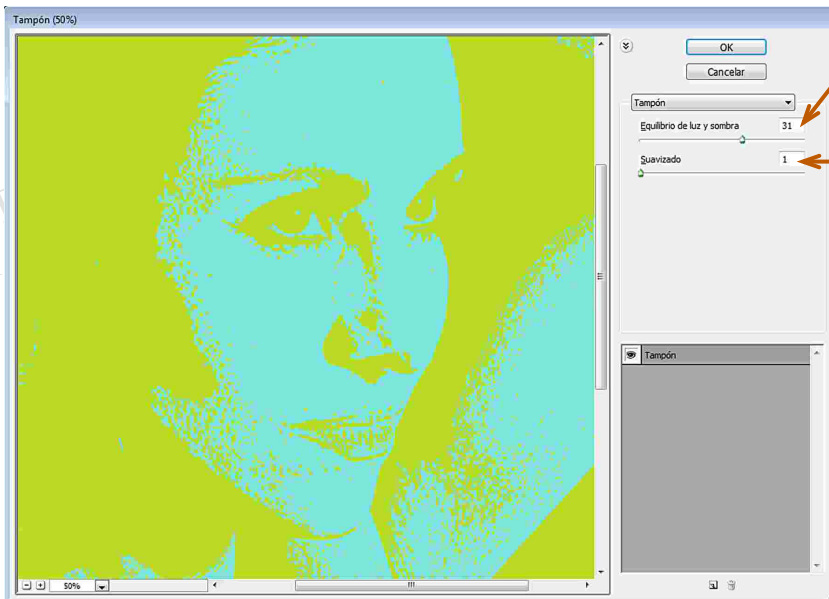 Tampón (50%)
OK
Cancelar
Tampón
Equilibrio de luz y sombra 31
Suavizado 1
Tampón
50%